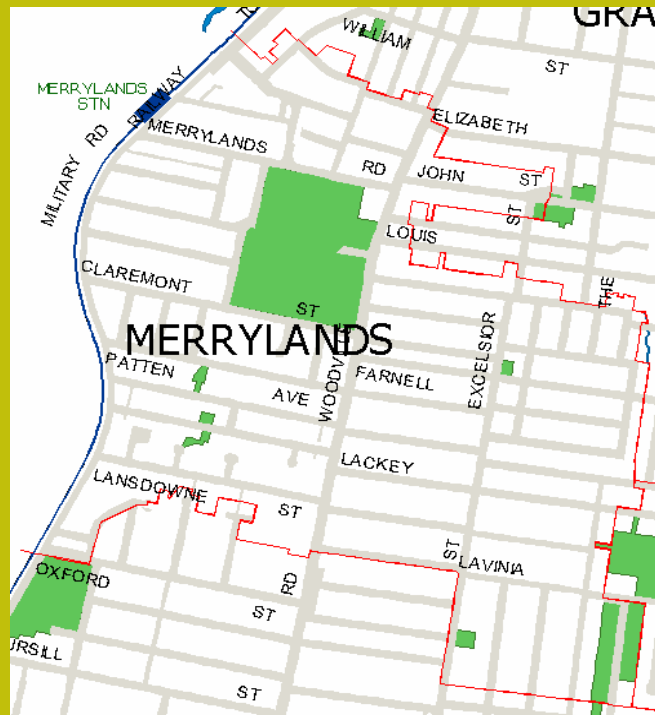 GRA
WILLIAM
ST
MERRYLANDS
STN
RAILWAY
MILITARY RD
ELIZABETH
MERRYLANDS RD
JOHN ST
ST
LOUIS
CLAREMONT ST
THE
MERRYLANDS
EXCELSIOR
PATTEN AVE
FARNELL
LACKEY
LANSDOWNE ST
ST
LAVINIA
OXFORD ST
RD
URSILL ST